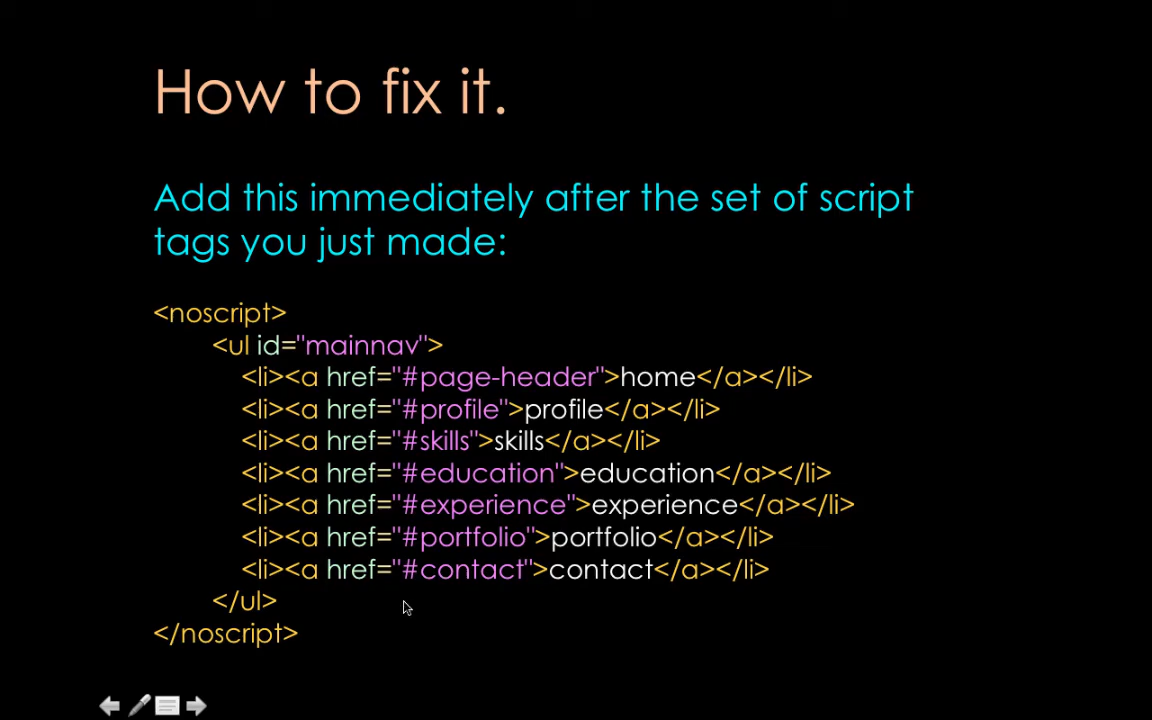 How to fix it.
Add this immediately after the set of script
tags you just made:
<noscript>
<ul id="mainnav">
<li><a href="#page-header">home</a></li>
<li><a href="#profile">profile</a></li>
<li><a href="#skills">skills</a></li>
<li><a href="#education">education</a></li>
<li><a href="#experience">experience</a></li>
<li><a href="#portfolio">portfolio</a></li>
<li><a href="#contact">contact</a></li>
</ul>
</noscript>